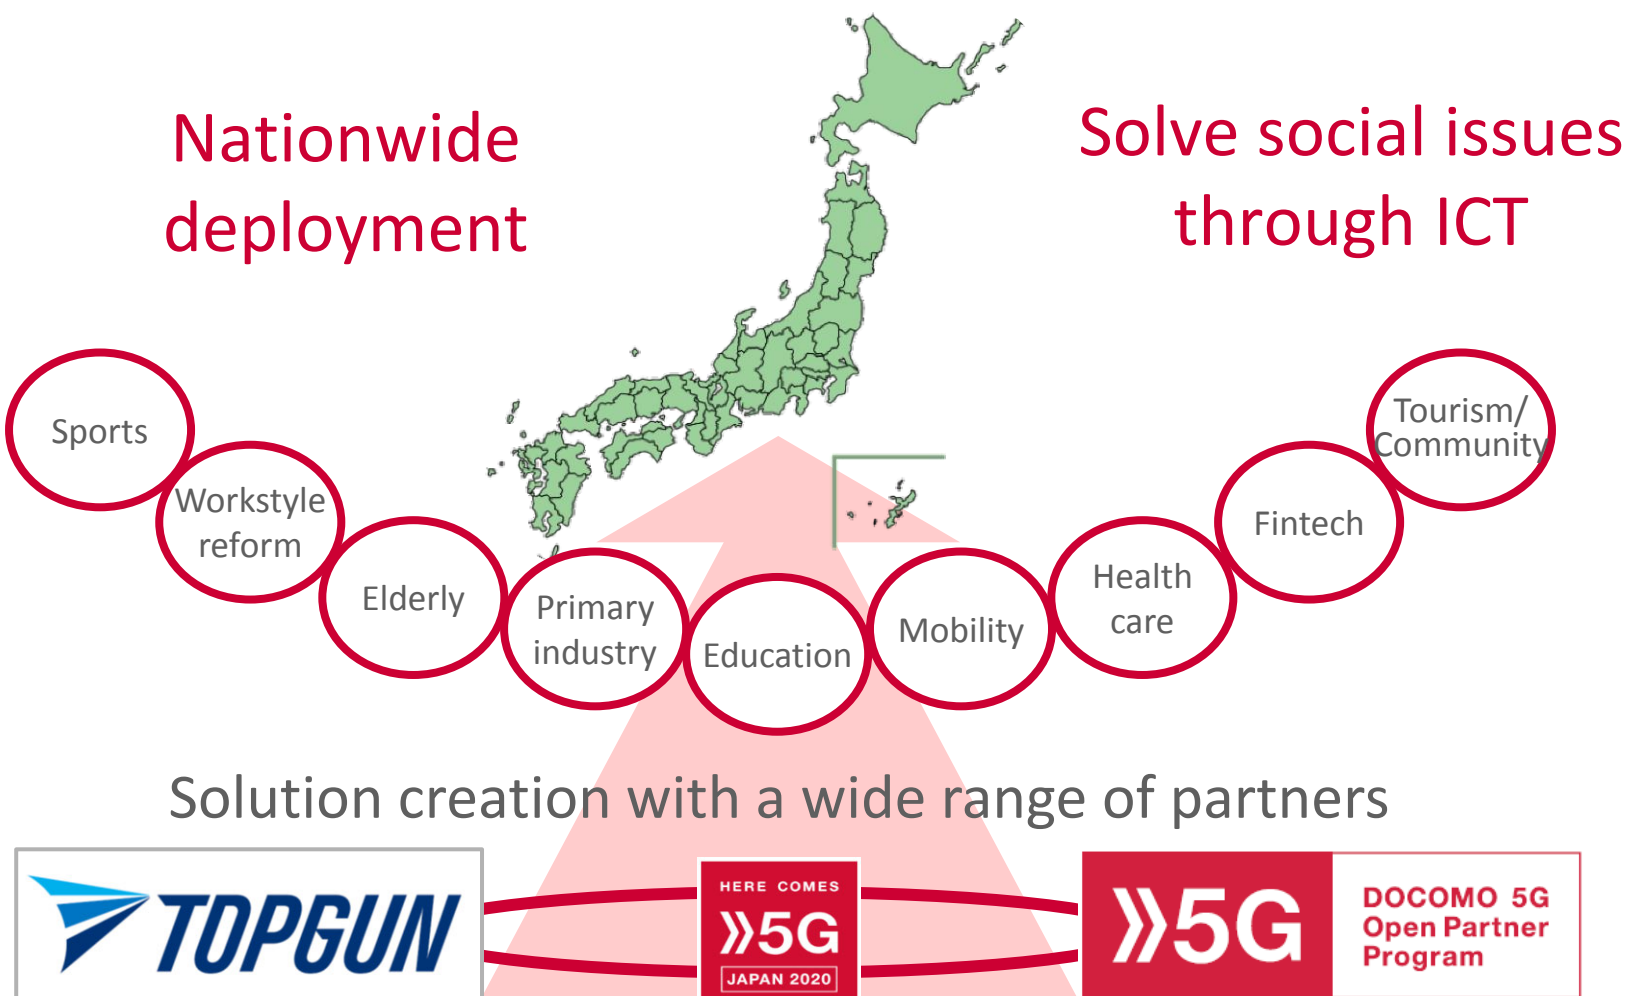 Nationwide
deployment
Solve social issues
through ICT
Sports
Workstyle
reform
Elderly
Primary
industry
Education
Mobility
Health
care
Fintech
Tourism/
Community
Solution creation with a wide range of partners
TOPGUN
HERE COMES
5G
JAPAN 2020
5G
DOCOMO 5G
Open Partner
Program